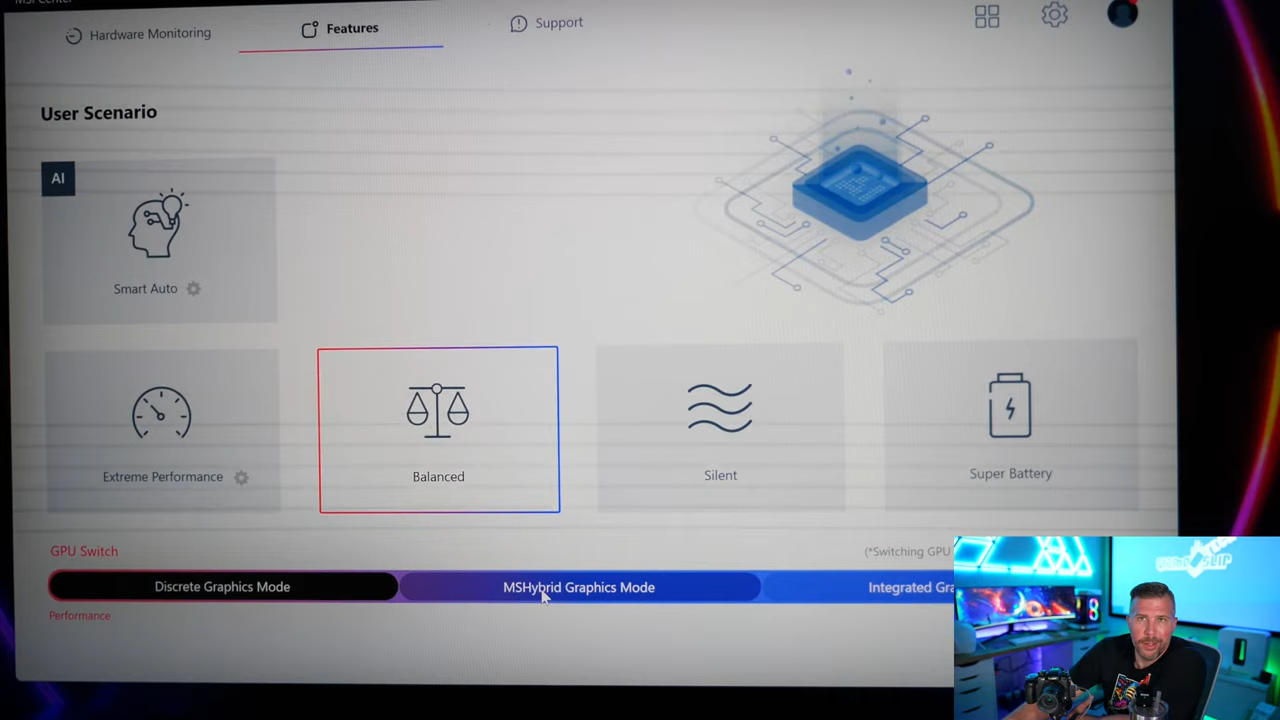 Hardware Monitoring
Features
Support
User Scenario
AI
Smart Auto
Extreme Performance
Balanced
Silent
Super Battery
GPU Switch
(*Switching GPU
Discrete Graphics Mode
MSHybrid Graphics Mode
Integrated Gra
Performance